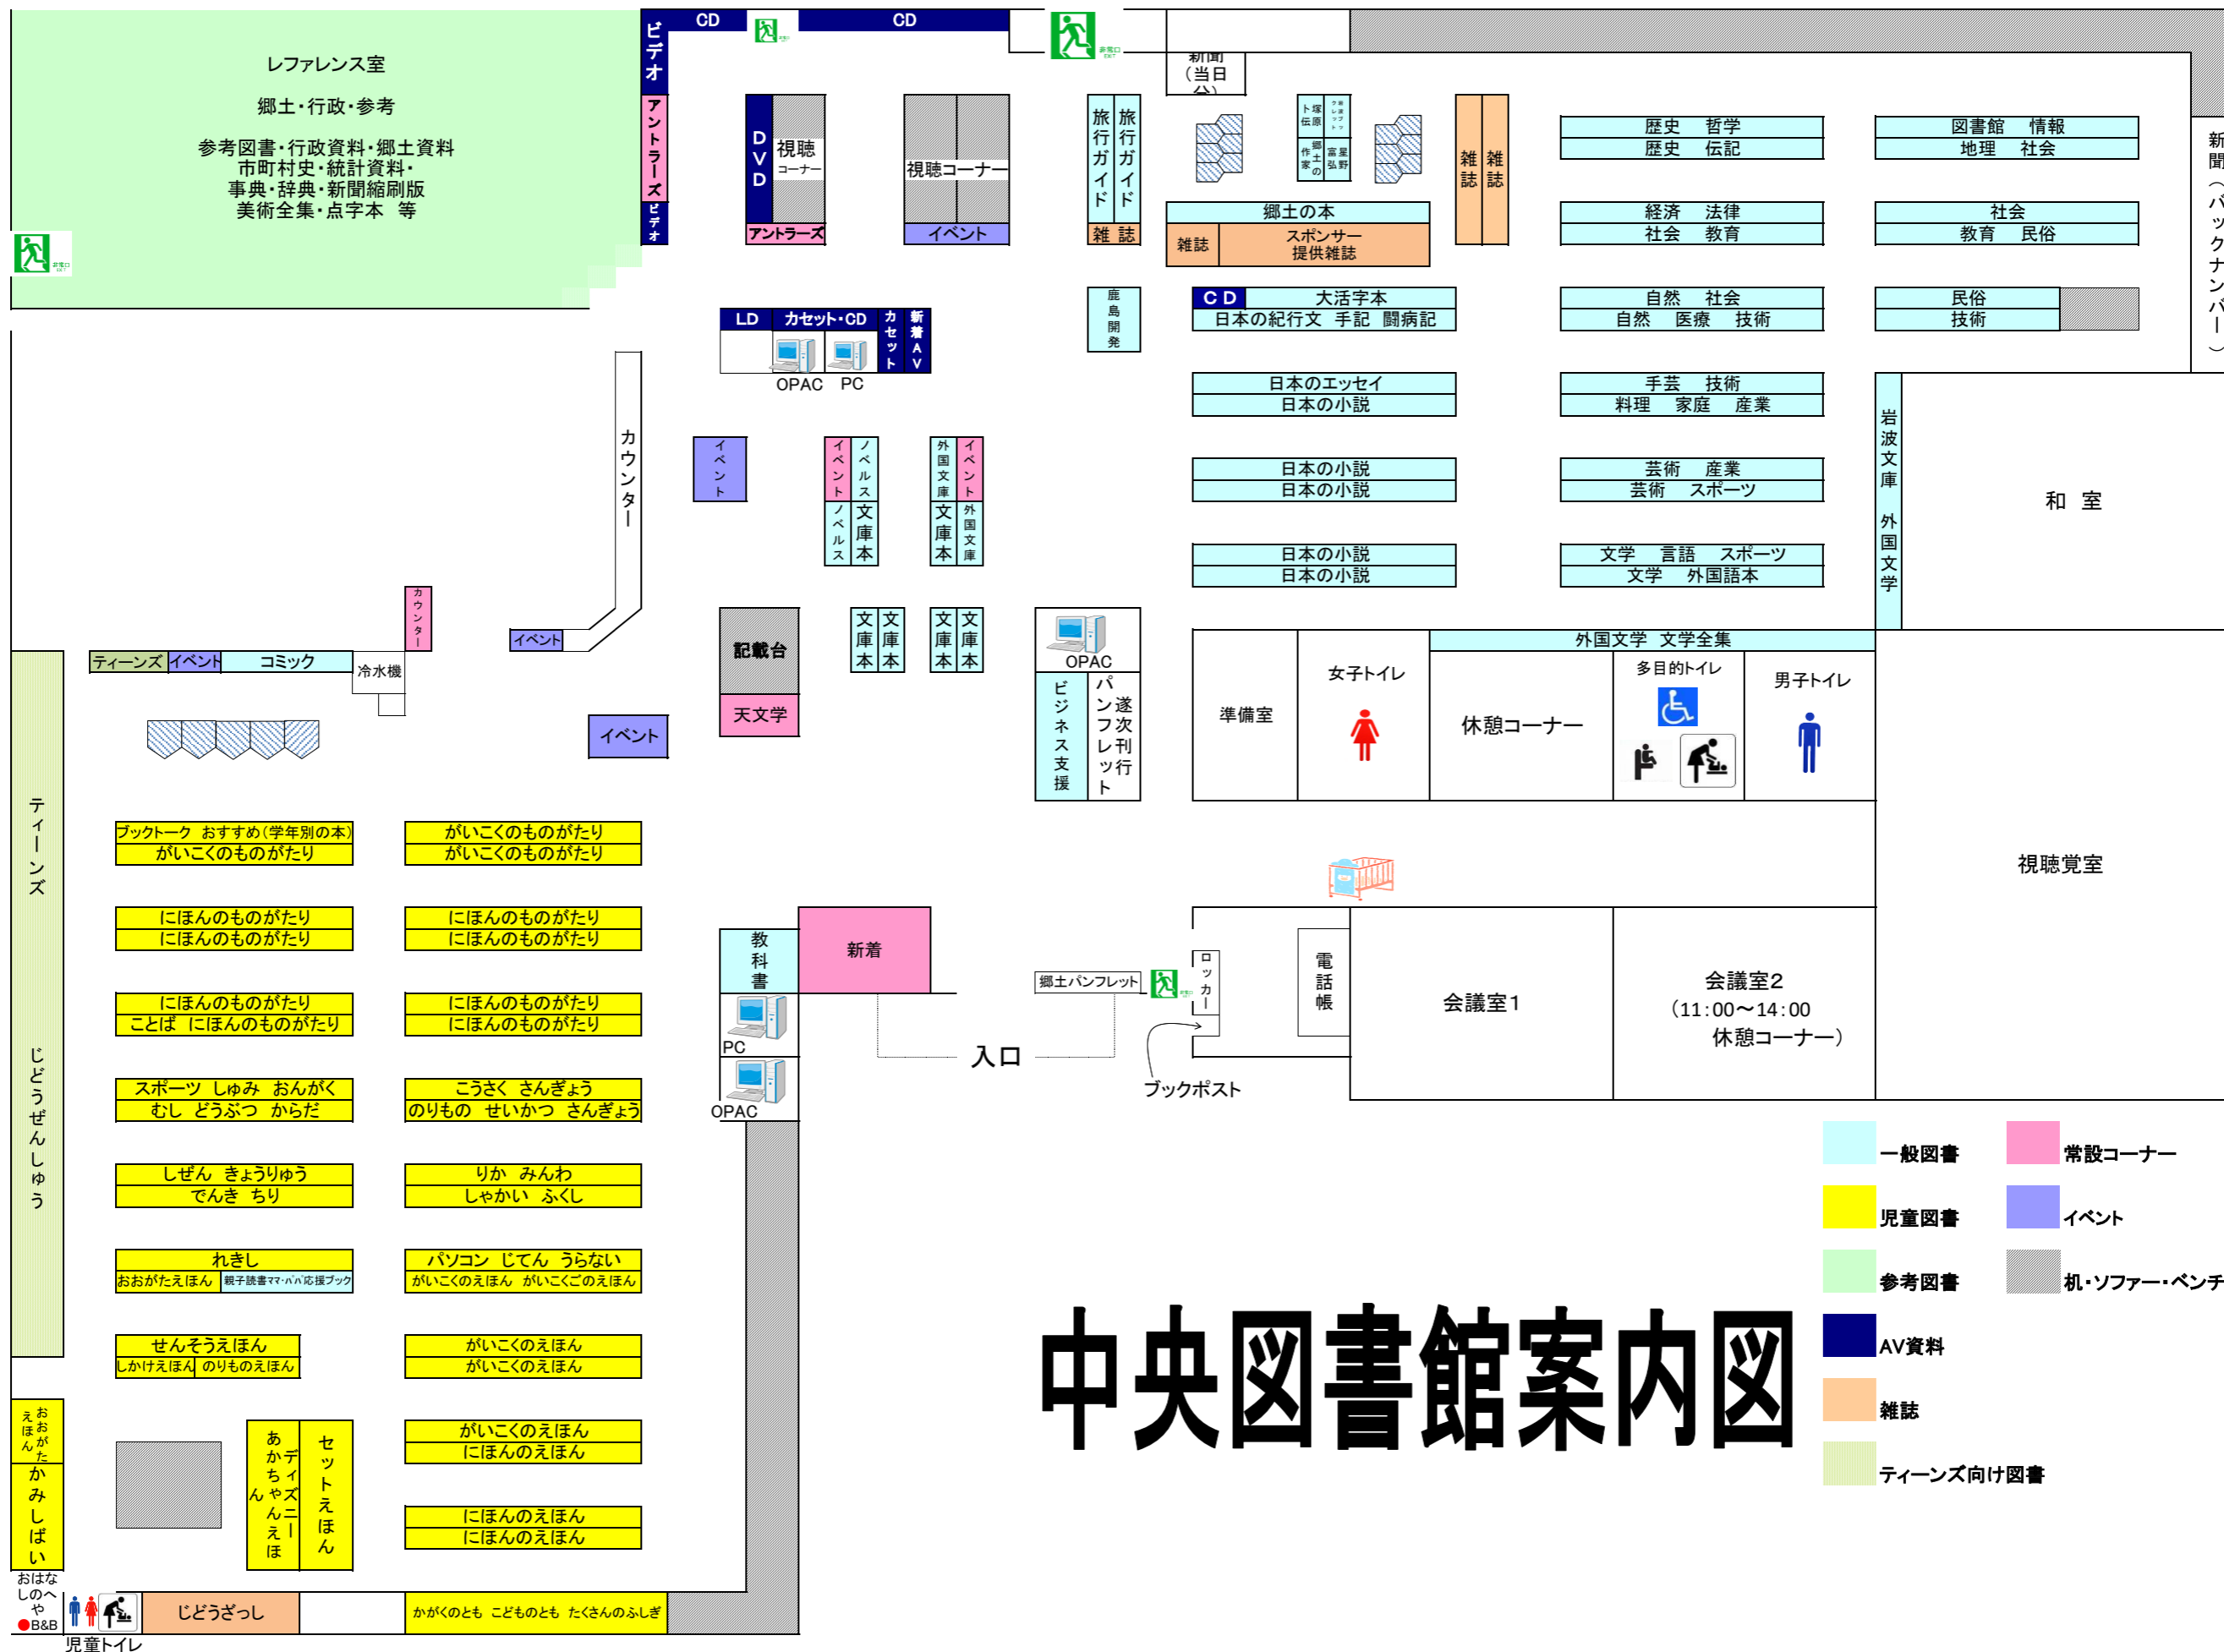 レファレンス室
郷土・行政・参考
参考図書・行政資料・郷土資料
市町村史・統計資料・
事典・辞典・新聞縮刷版
美術全集・点字本 等
ビデオ
アントラーズ
ビデオ
CD
CD
DVD
視聴
コーナー
アントラーズ
視聴コーナー
イベント
旅行ガイド
旅行ガイド
雑 誌
新聞
(当日
分)
塚原
ト伝
郷土の
作家
星野
富弘
郷土の本
雑誌
スポンサー
提供雑誌
雑誌
雑誌
歴史 哲学
歴史 伝記
図書館 情報
地理 社会
経済 法律
社会 教育
社会
教育 民俗
新聞(バックナンバー)
LD
カセット・CD
カセット
新着AV
OPAC
PC
鹿島開発
CD
大活字本
日本の紀行文 手記 闘病記
自然 社会
自然 医療 技術
民俗
技術
カウンター
日本のエッセイ
日本の小説
手芸 技術
料理 家庭 産業
岩波文庫 外国文学
和 室
イベント
イベント
ノベルス
ノベルス
文庫本
外国文庫
イベント
文庫本
外国文庫
日本の小説
日本の小説
芸術 産業
芸術 スポーツ
日本の小説
日本の小説
文学 言語 スポーツ
文学 外国語本
カウンター
イベント
ティーンズ
イベント
コミック
冷水機
記載台
天文学
文庫本
文庫本
文庫本
文庫本
OPAC
ビジネス支援
パンフレット
遂次刊行
準備室
女子トイレ
外国文学 文学全集
休憩コーナー
多目的トイレ
男子トイレ
イベント
視聴覚室
ティーンズ
じどうぜんしゅう
ブックトーク おすすめ(学年別の本)
がいこくのものがたり
がいこくのものがたり
がいこくのものがたり
にほんのものがたり
にほんのものがたり
にほんのものがたり
にほんのものがたり
にほんのものがたり
ことば にほんのものがたり
にほんのものがたり
にほんのものがたり
教科書
新着
PC
OPAC
郷土パンフレット
入口
ロッカー
ブックポスト
電話帳
会議室1
会議室2
(11:00~14:00
休憩コーナー)
スポーツ しゅみ おんがく
むし どうぶつ からだ
こうさく さんぎょう
のりもの せいかつ さんぎょう
しぜん きょうりゅう
でんき ちり
りか みんわ
しゃかい ふくし
れきし
おおがたえほん
親子読書ママ・パパ応援ブック
パソコン じてん うらない
がいこくのえほん がいこくごのえほん
せんそうえほん
しかけえほん
のりものえほん
がいこくのえほん
がいこくのえほん
おおがた
えほん
かみしばい
ディズニー
あかちゃんえほん
セットえほん
がいこくのえほん
にほんのえほん
にほんのえほん
にほんのえほん
おはな
しのへ
や
●B&B
児童トイレ
じどうざっし
かがくのとも こどものとも たくさんのふしぎ
中央図書館案内図
一般図書
常設コーナー
児童図書
イベント
参考図書
机・ソファー・ベンチ
AV資料
雑誌
ティーンズ向け図書